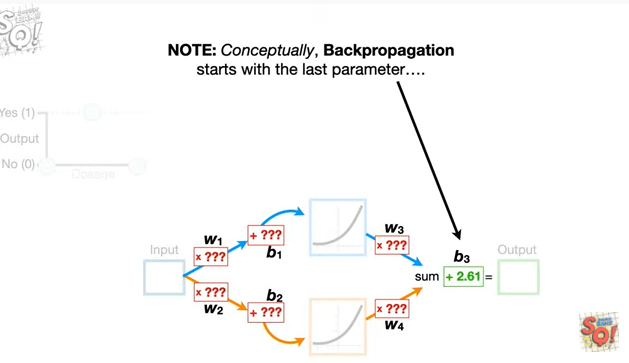 NOTE: Conceptually, Backpropagation
starts with the last parameter....
Yes (1)
Output
No (0)
Dosage
Input
w1
x ???
+ ???
b1
w3
x ???
b3
sum + 2.61 =
Output
x ???
w2
b2
+ ???
x ???
w4
SQ!